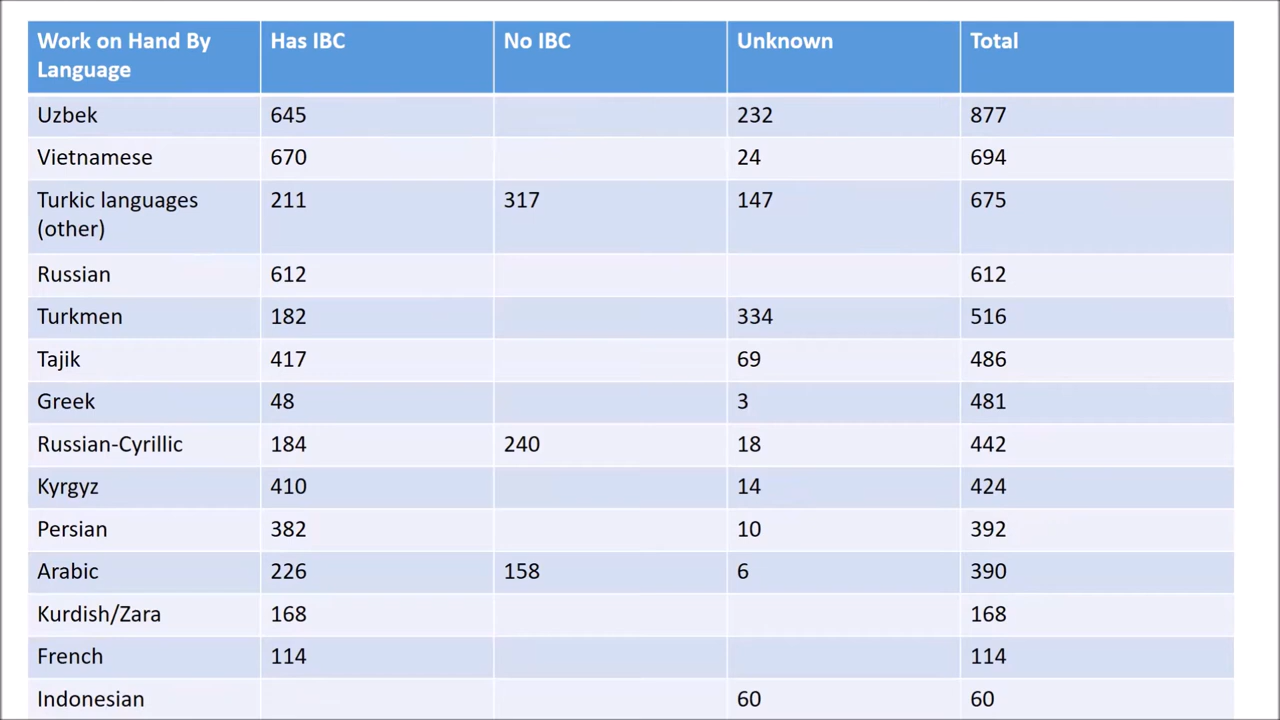 Work on Hand By Language Has IBC No IBC Unknown Total
Uzbek 645 232 877
Vietnamese 670 24 694
Turkic languages (other) 211 317 147 675
Russian 612 612
Turkmen 182 334 516
Tajik 417 69 486
Greek 48 3 481
Russian-Cyrillic 184 240 18 442
Kyrgyz 410 14 424
Persian 382 10 392
Arabic 226 158 6 390
Kurdish/Zara 168 168
French 114 114
Indonesian 60 60